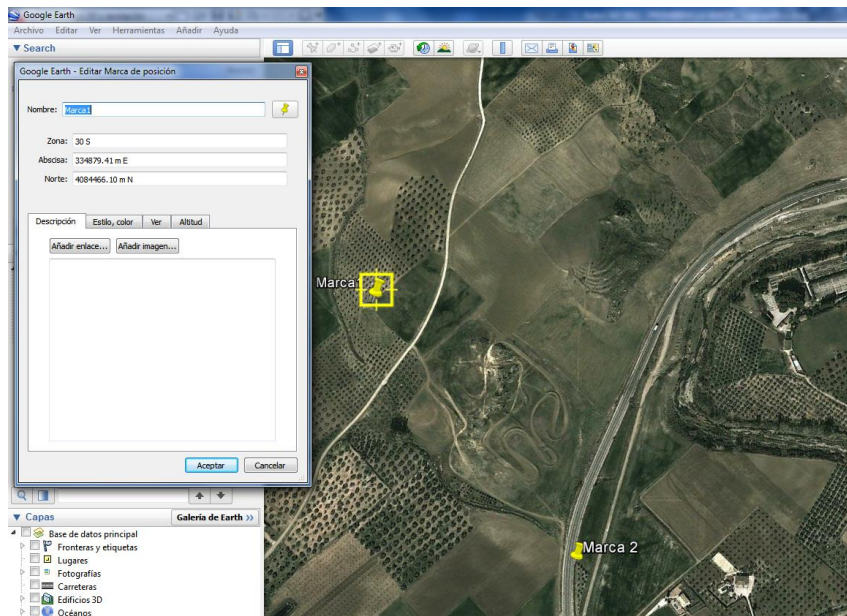 Google Earth
Archivo Editar Ver Herramientas Añadir Ayuda
▼ Search
Google Earth - Editar Marca de posición
Nombre: Marca1
Zona: 30 S
Abscisa: 334879.41 m E
Norte: 4084466.10 m N
Descripción Estilo, color Ver Altitud
Añadir enlace... Añadir imagen...
Aceptar Cancelar
Marca
Marca 2
▼ Capas Galería de Earth >>
Base de datos principal
Fronteras y etiquetas
Lugares
Fotografías
Carreteras
Edificios 3D
Océanos